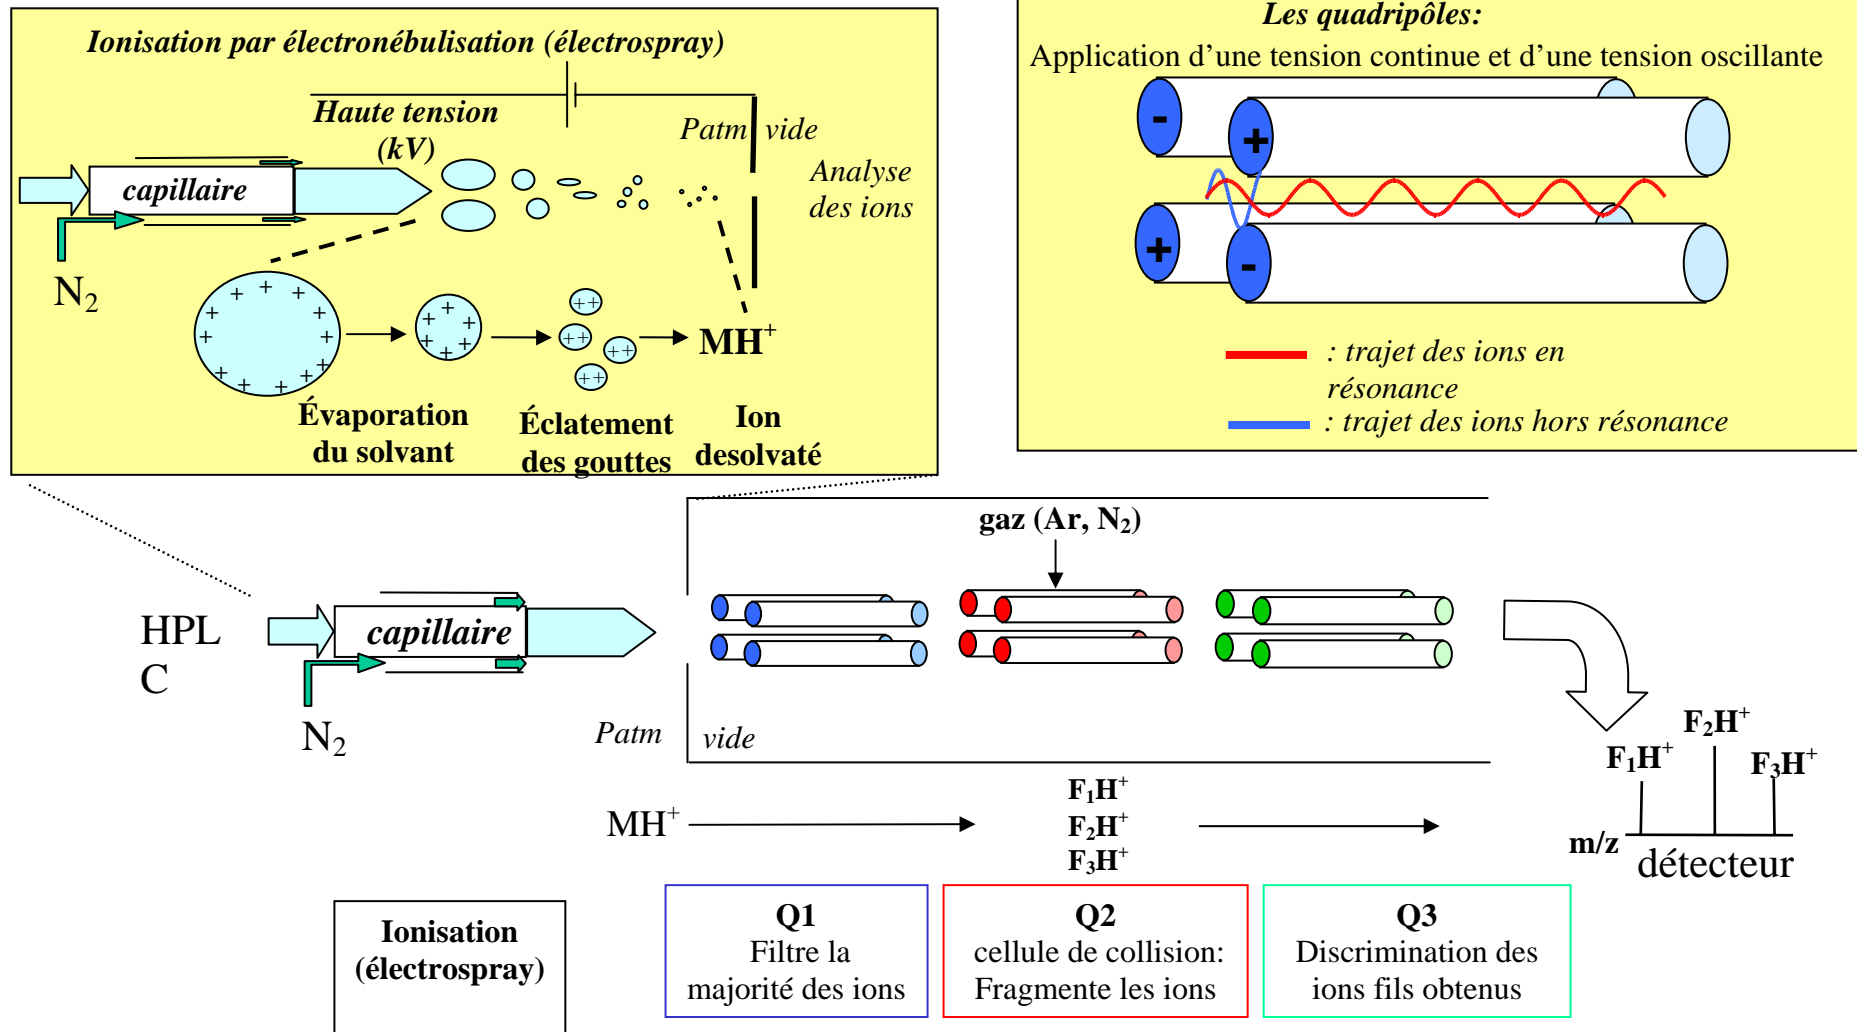 Ionisation par électronébulisation (électrospray)
Haute tension
(kV)
Patm vide
Analyse
des ions
capillaire
N2
+ + + + + + + + + + + +
+ + + + + +
++
++
++
++
MH+
Évaporation
du solvant
Éclatement
des gouttes
Ion
desolvaté
Les quadripôles:
Application d’une tension continue et d’une tension oscillante
- +
+ -
: trajet des ions en
résonance
: trajet des ions hors résonance
gaz (Ar, N2)
HPL
C
capillaire
N2
Patm vide
MH+
F1H+
F2H+
F3H+
F1H+
F2H+
F3H+
m/z
détecteur
Ionisation
(électrospray)
Q1
Filtre la
majorité des ions
Q2
cellule de collision:
Fragmente les ions
Q3
Discrimination des
ions fils obtenus